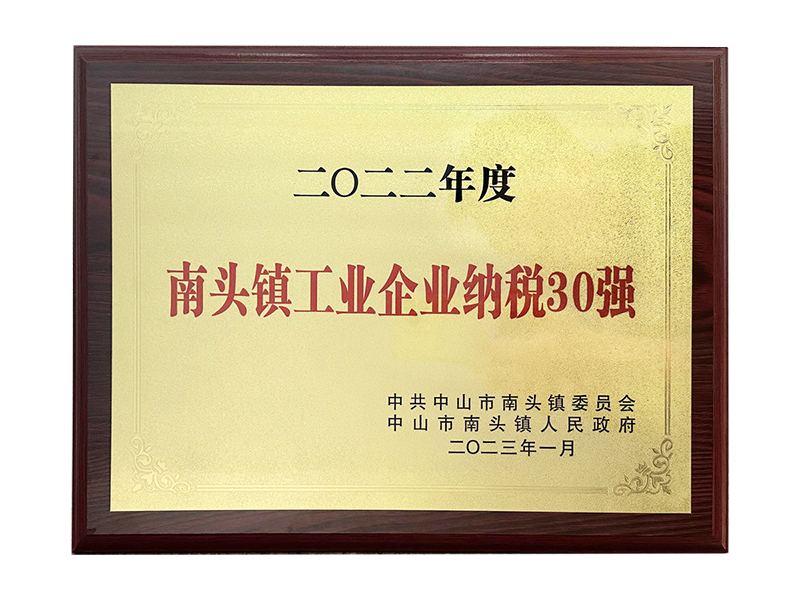 二〇二二年度
南头镇工业企业纳税30强
中共中山市南头镇委员会
中山市南头镇人民政府
二〇二三年一月